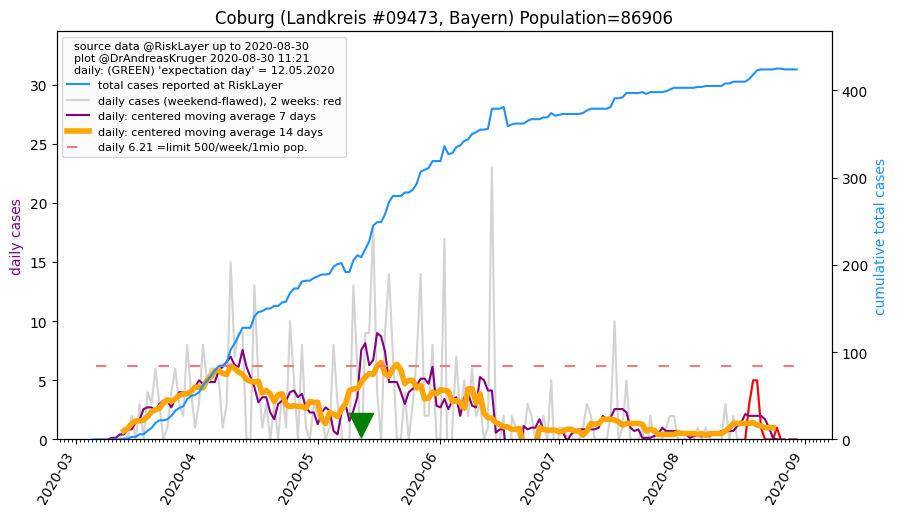 Coburg (Landkreis #09473, Bayern) Population=86906
source data @RiskLayer up to 2020-08-30
plot @DrAndreasKruger 2020-08-30 11:21
daily: (GREEN) 'expectation day' = 12.05.2020
total cases reported at RiskLayer
daily cases (weekend-flawed), 2 weeks: red
daily: centered moving average 7 days
daily: centered moving average 14 days
daily 6.21 =limit 500/week/1mio pop.
daily cases
30
25
20
15
10
5
0
cumulative total cases
400
300
200
100
0
2020-03
2020-04
2020-05
2020-06
2020-07
2020-08
2020-09